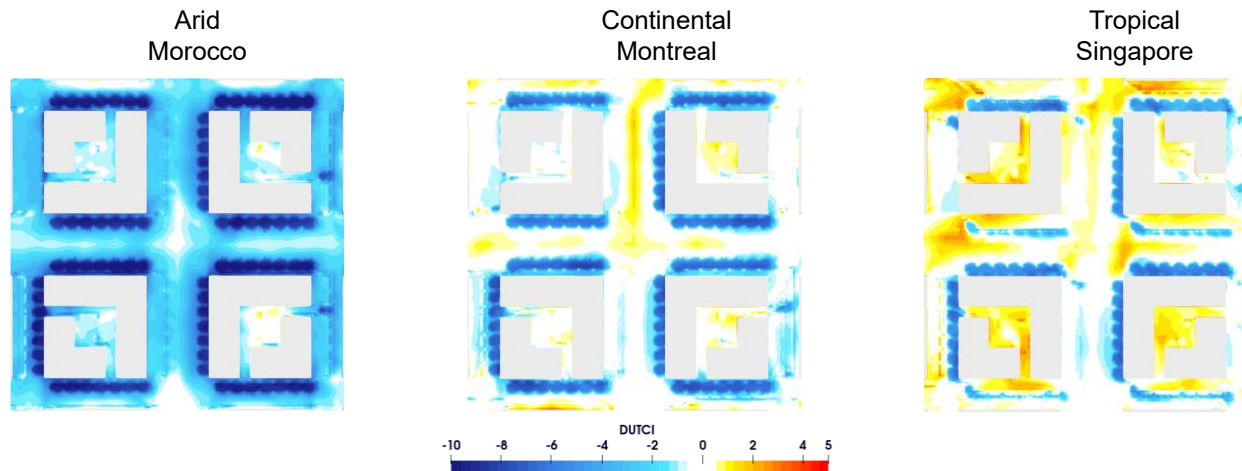 Arid
Morocco
Continental
Montreal
Tropical
Singapore
DUTCI
-10 -8 -6 -4 -2 0 2 4 5